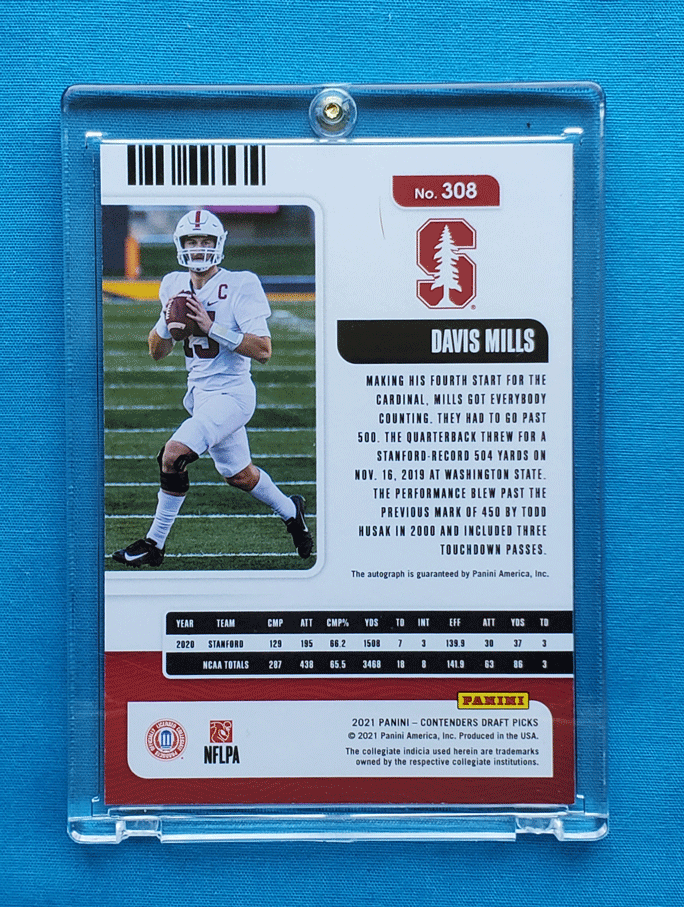 No. 308
S
®
C
15
DAVIS MILLS
MAKING HIS FOURTH START FOR THE
CARDINAL, MILLS GOT EVERYBODY
COUNTING. THEY HAD TO GO PAST
500. THE QUARTERBACK THREW FOR A
STANFORD-RECORD 504 YARDS ON
NOV. 16, 2019 AT WASHINGTON STATE.
THE PERFORMANCE BLEW PAST THE
PREVIOUS MARK OF 450 BY TODD
HUSAK IN 2000 AND INCLUDED THREE
TOUCHDOWN PASSES.
The autograph is guaranteed by Panini America, Inc.
YEAR TEAM CMP ATT CMP% YDS TD INT EFF ATT YDS TD
2020 STANFORD 129 195 66.2 1508 7 3 139.9 30 37 3
NCAA TOTALS 287 438 65.5 3468 18 8 141.9 63 86 3
PANINI
2021 PANINI – CONTENDERS DRAFT PICKS
© 2021 Panini America, Inc. Produced in the USA.
The collegiate indicia used herein are trademarks
owned by the respective collegiate institutions.
OFFICIALLY LICENSED COLLEGIATE PRODUCTS
NFLPA